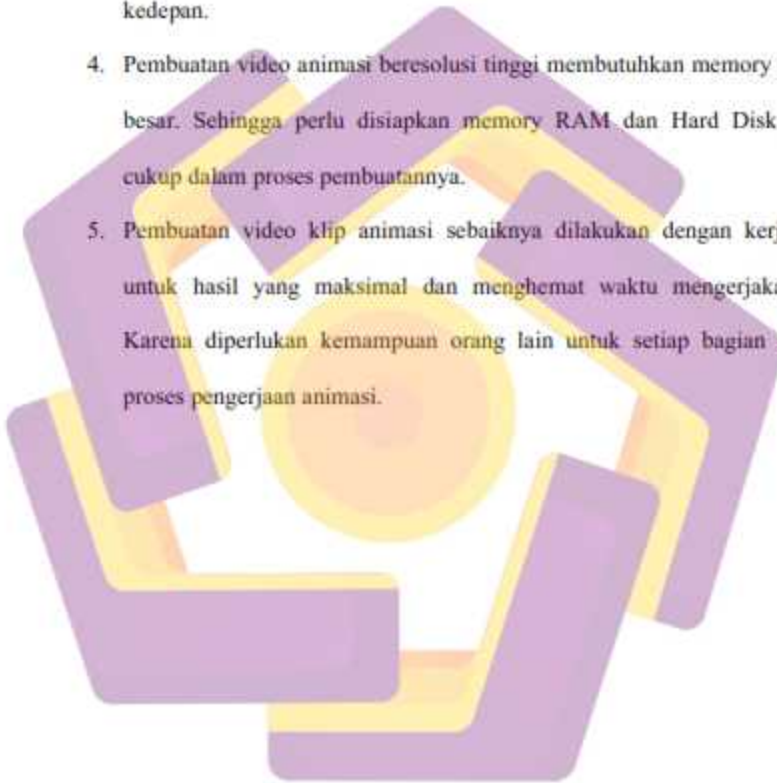 kedepan.
4. Pembuatan video animasi beresolusi tinggi membutuhkan memory
besar. Sehingga perlu disiapkan memory RAM dan Hard Disk
cukup dalam proses pembuatannya.
5. Pembuatan video klip animasi sebaiknya dilakukan dengan
untuk hasil yang maksimal dan menghemat waktu
Karena diperlukan kemampuan orang lain untuk setiap bagian
proses pengerjaan animasi.